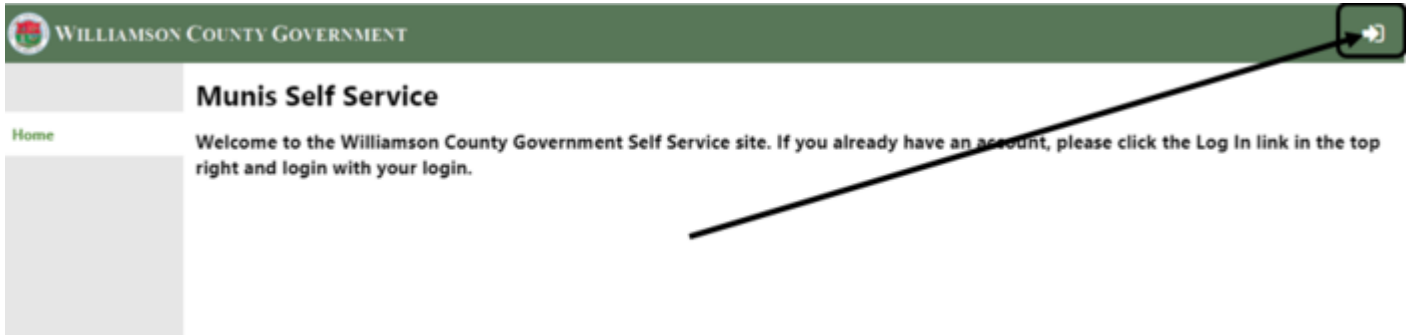 WILLIAMSON COUNTY GOVERNMENT
Munis Self Service
Home
Welcome to the Williamson County Government Self Service site. If you already have an account, please click the Log In link in the top
right and login with your login.